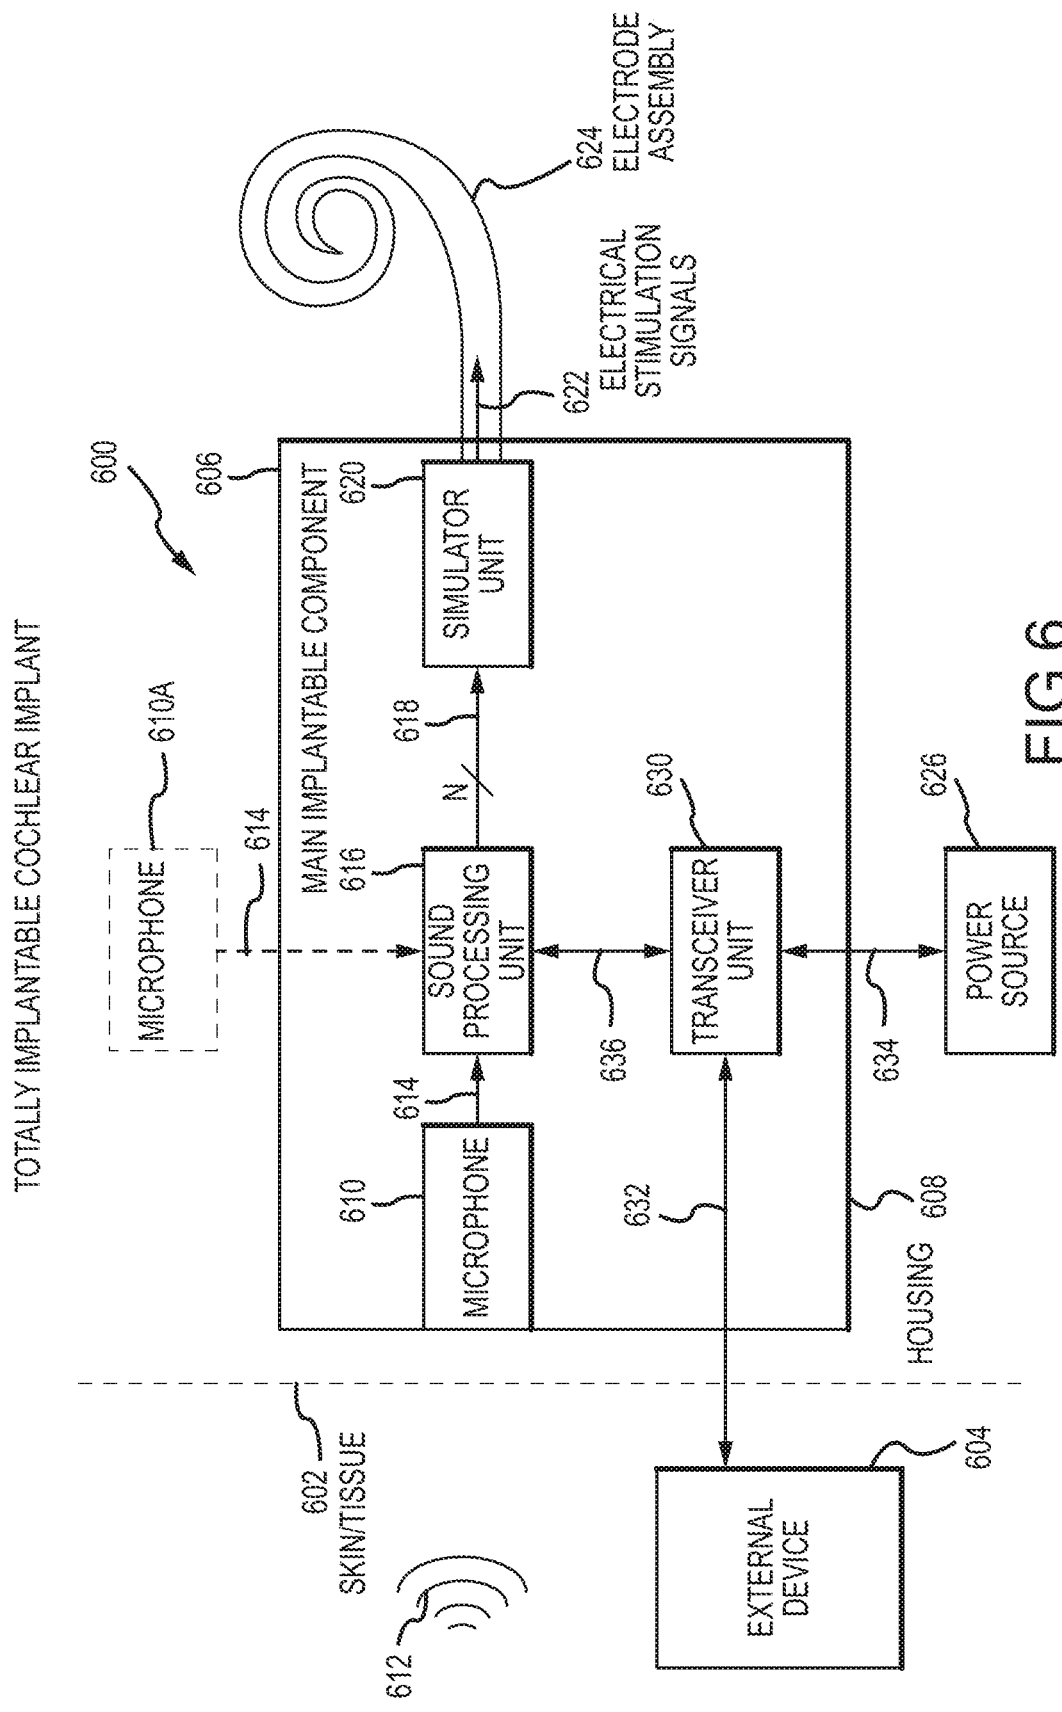 TOTALLY IMPLANTABLE COCHLEAR IMPLANT
600
MICROPHONE
610A
614
606
MAIN IMPLANTABLE COMPONENT
602
SKIN/TISSUE
612
610
MICROPHONE
614
616
SOUND
PROCESSING
UNIT
N
618
620
SIMULATOR
UNIT
622
ELECTRICAL
STIMULATION
SIGNALS
624
ELECTRODE
ASSEMBLY
636
632
630
TRANSCEIVER
UNIT
EXTERNAL
DEVICE
604
HOUSING
608
634
626
POWER
SOURCE
FIG 6